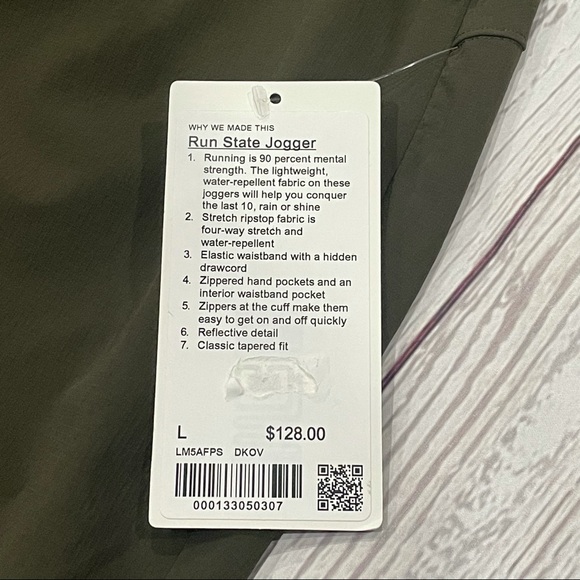 WHY WE MADE THIS
Run State Jogger
1. Running is 90 percent mental
strength. The lightweight,
water-repellent fabric on these
joggers will help you conquer
the last 10, rain or shine
2. Stretch ripstop fabric is
four-way stretch and
water-repellent
3. Elastic waistband with a hidden
drawcord
4. Zippered hand pockets and an
interior waistband pocket
5. Zippers at the cuff make them
easy to get on and off quickly
6. Reflective detail
7. Classic tapered fit
L $128.00
LM5AFPS DKOV
000133050307